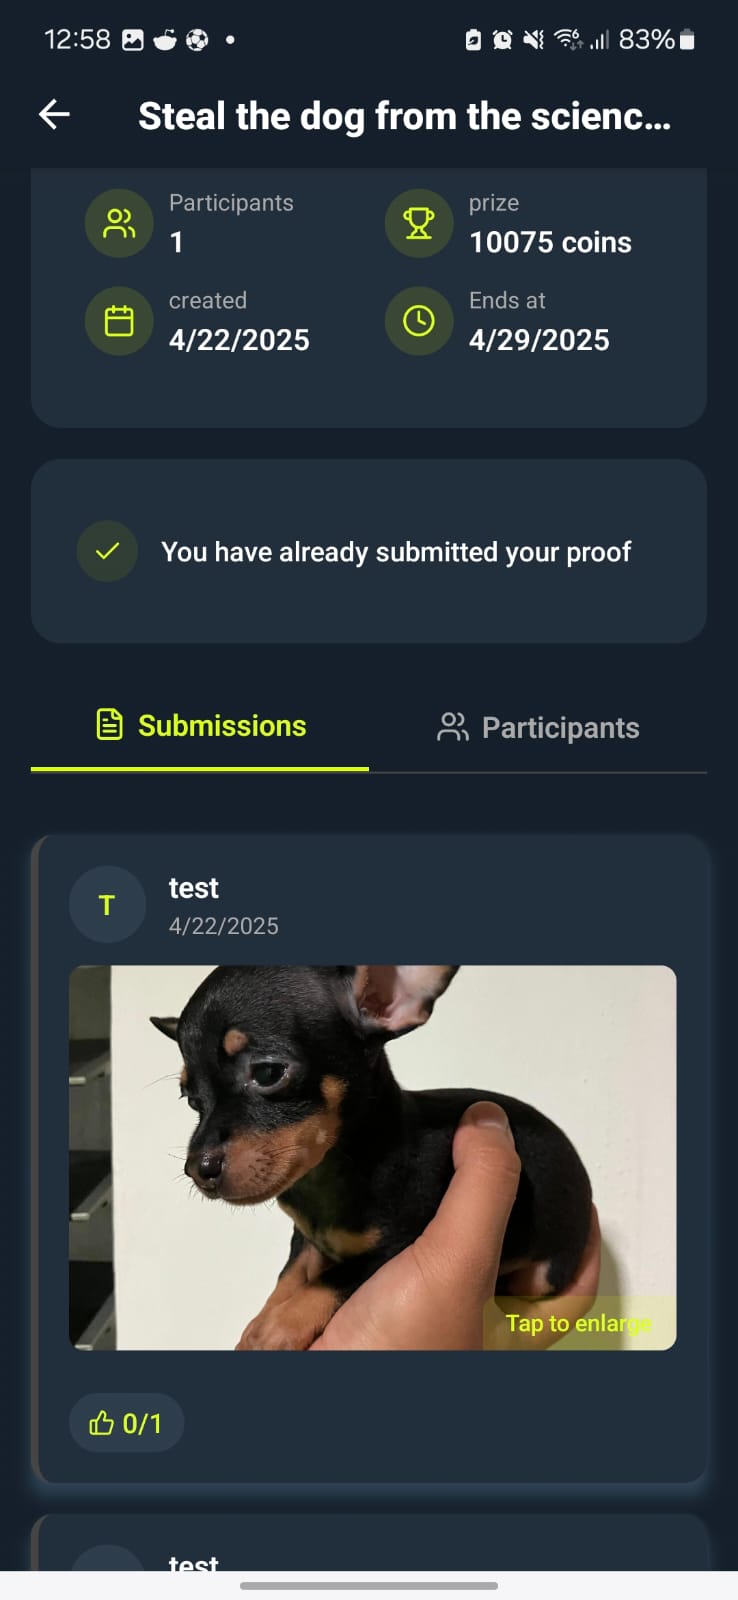 12:58
83%
Steal the dog from the scienc...
Participants
1
prize
10075 coins
created
4/22/2025
Ends at
4/29/2025
You have already submitted your proof
Submissions
Participants
T
test
4/22/2025
Tap to enlarge
0/1
test